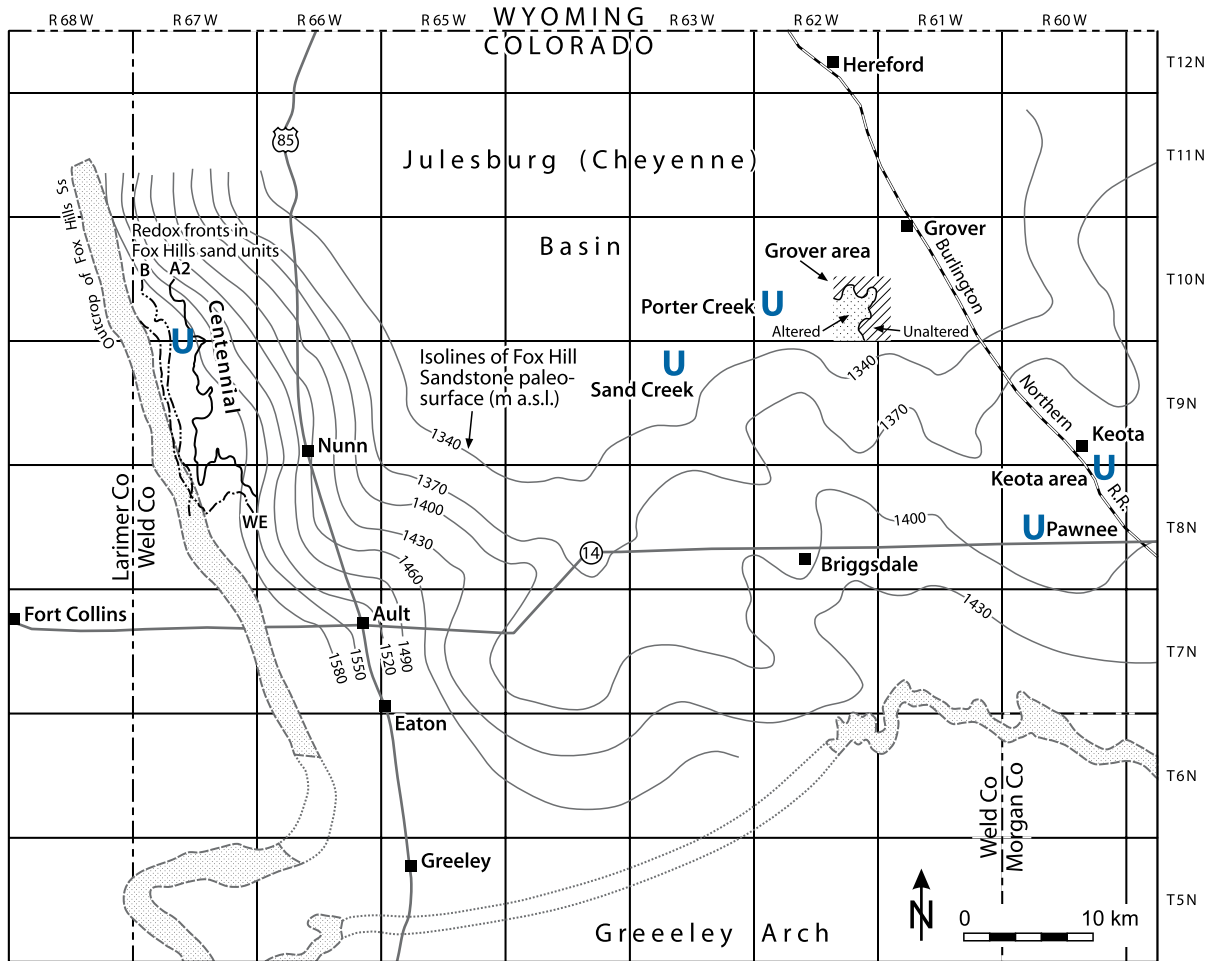 WYOMING
COLORADO
R 68 W
R 67 W
R 66 W
R 65 W
R 63 W
R 62 W
R 61 W
R 60 W
T12N
T11N
T10N
T9N
T8N
T7N
T6N
T5N
Hereford
85
Julesburg (Cheyenne)
Basin
Outcrop of Fox Hills Ss
Redox fronts in
Fox Hills sand units
B
A2
U
Centennial
WE
Grover
Burlington
Northern
R.R.
Grover area
Altered
Unaltered
Porter Creek U
U
Sand Creek
Isolines of Fox Hill
Sandstone paleo-
surface (m a.s.l.)
1340
1370
1400
1430
1460
1490
1520
1550
1580
1340
1370
1400
1430
Nunn
Keota
Keota area
U
U Pawnee
14
Briggsdale
Larimer Co
Weld Co
Fort Collins
Ault
Eaton
Greeley
Weld Co
Morgan Co
N
0
10 km
Greeeley Arch